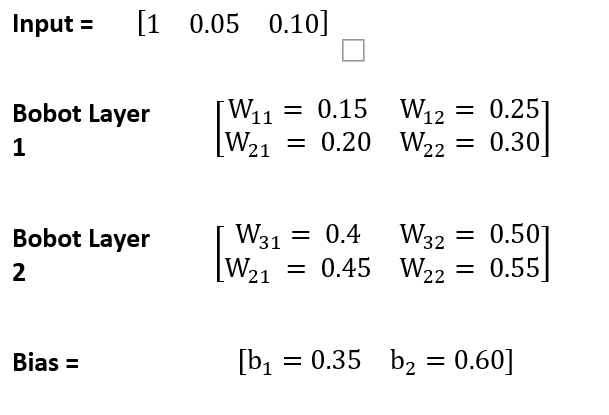 Input = [1 0.05 0.10]
Bobot Layer 1
[W₁₁ = 0.15 W₁₂ = 0.25
W₂₁ = 0.20 W₂₂ = 0.30]
Bobot Layer 2
[W₃₁ = 0.4 W₃₂ = 0.50
W₂₁ = 0.45 W₂₂ = 0.55]
Bias = [b₁ = 0.35 b₂ = 0.60]